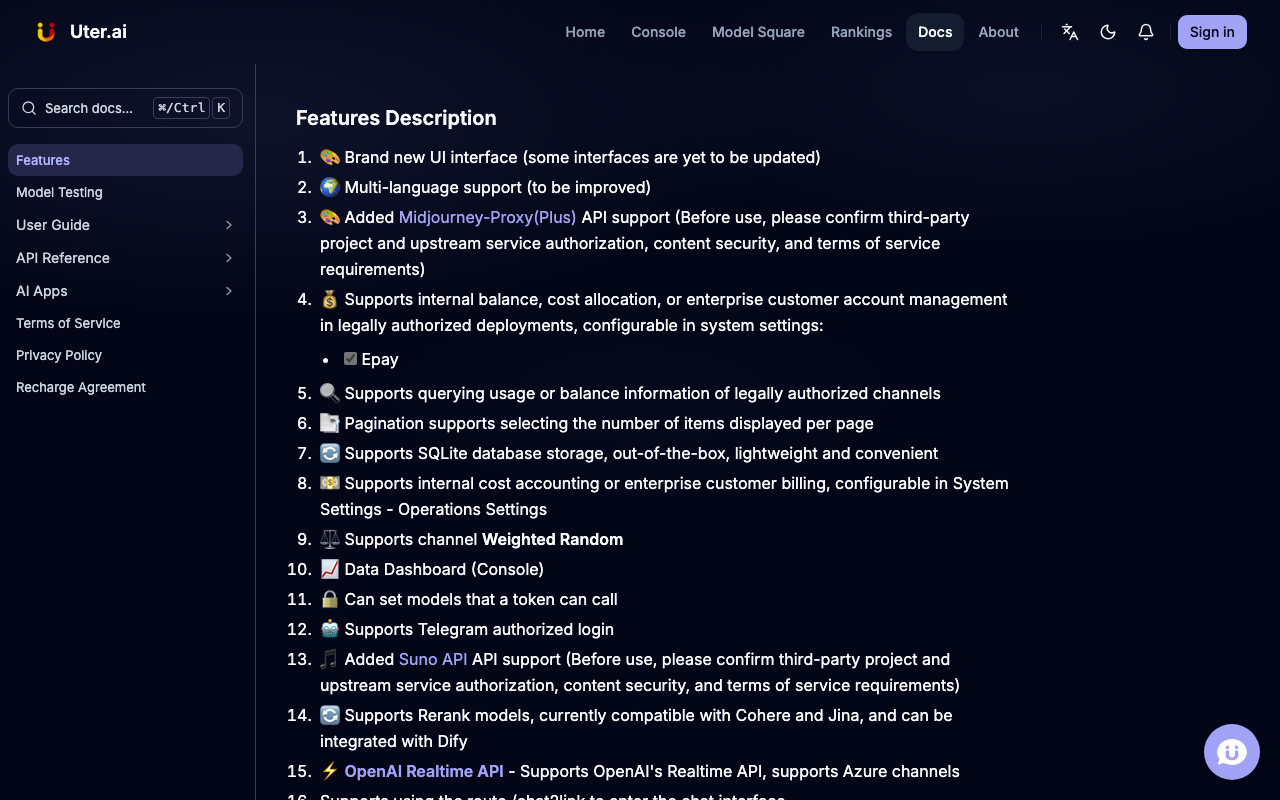 Uter.ai
Home
Console
Model Square
Rankings
Docs
About
Sign in
Search docs...
⌘/Ctrl K
Features
Model Testing
User Guide
API Reference
AI Apps
Terms of Service
Privacy Policy
Recharge Agreement
Features Description
1. 🎨 Brand new UI interface (some interfaces are yet to be updated)
2. 🌍 Multi-language support (to be improved)
3. 🎨 Added Midjourney-Proxy(Plus) API support (Before use, please confirm third-party
project and upstream service authorization, content security, and terms of service
requirements)
4. 💰 Supports internal balance, cost allocation, or enterprise customer account management
in legally authorized deployments, configurable in system settings:
• ☑ Epay
5. 🔍 Supports querying usage or balance information of legally authorized channels
6. 📑 Pagination supports selecting the number of items displayed per page
7. 🔄 Supports SQLite database storage, out-of-the-box, lightweight and convenient
8. 💵 Supports internal cost accounting or enterprise customer billing, configurable in System
Settings - Operations Settings
9. ⚖️ Supports channel Weighted Random
10. 📈 Data Dashboard (Console)
11. 🔒 Can set models that a token can call
12. 🤖 Supports Telegram authorized login
13. 🎵 Added Suno API API support (Before use, please confirm third-party project and
upstream service authorization, content security, and terms of service requirements)
14. 🔄 Supports Rerank models, currently compatible with Cohere and Jina, and can be
integrated with Dify
15. ⚡ OpenAI Realtime API - Supports OpenAI's Realtime API, supports Azure channels
16. Supports using the route /chat2link to enter the chat interface